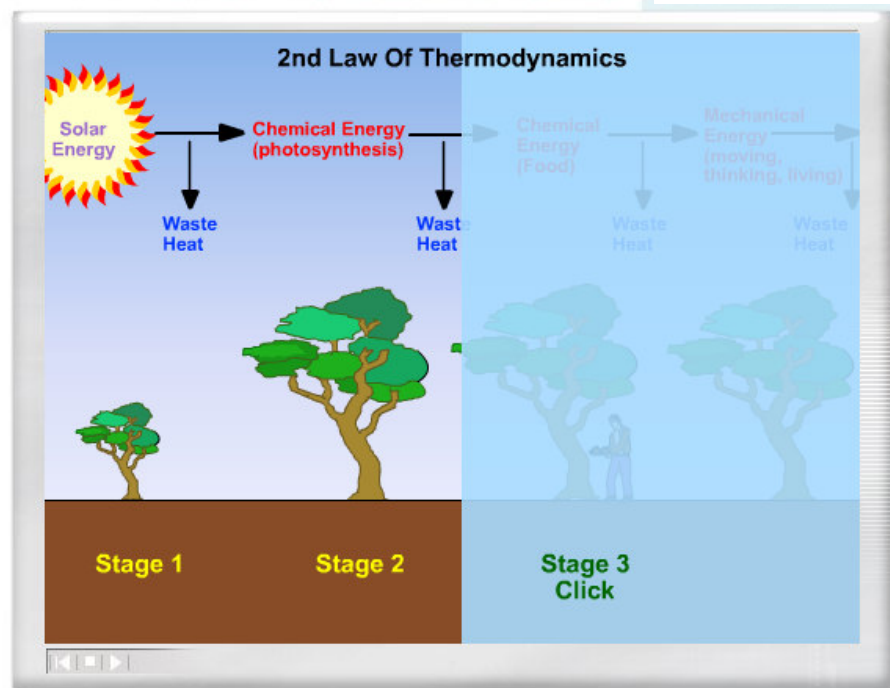 2nd Law Of Thermodynamics
Solar
Energy
Chemical Energy
(photosynthesis)
Chemical
Energy
(Food)
Mechanical
Energy
(moving,
thinking, living)
Waste
Heat
Waste
Heat
Waste
Heat
Waste
Heat
Stage 1
Stage 2
Stage 3
Click